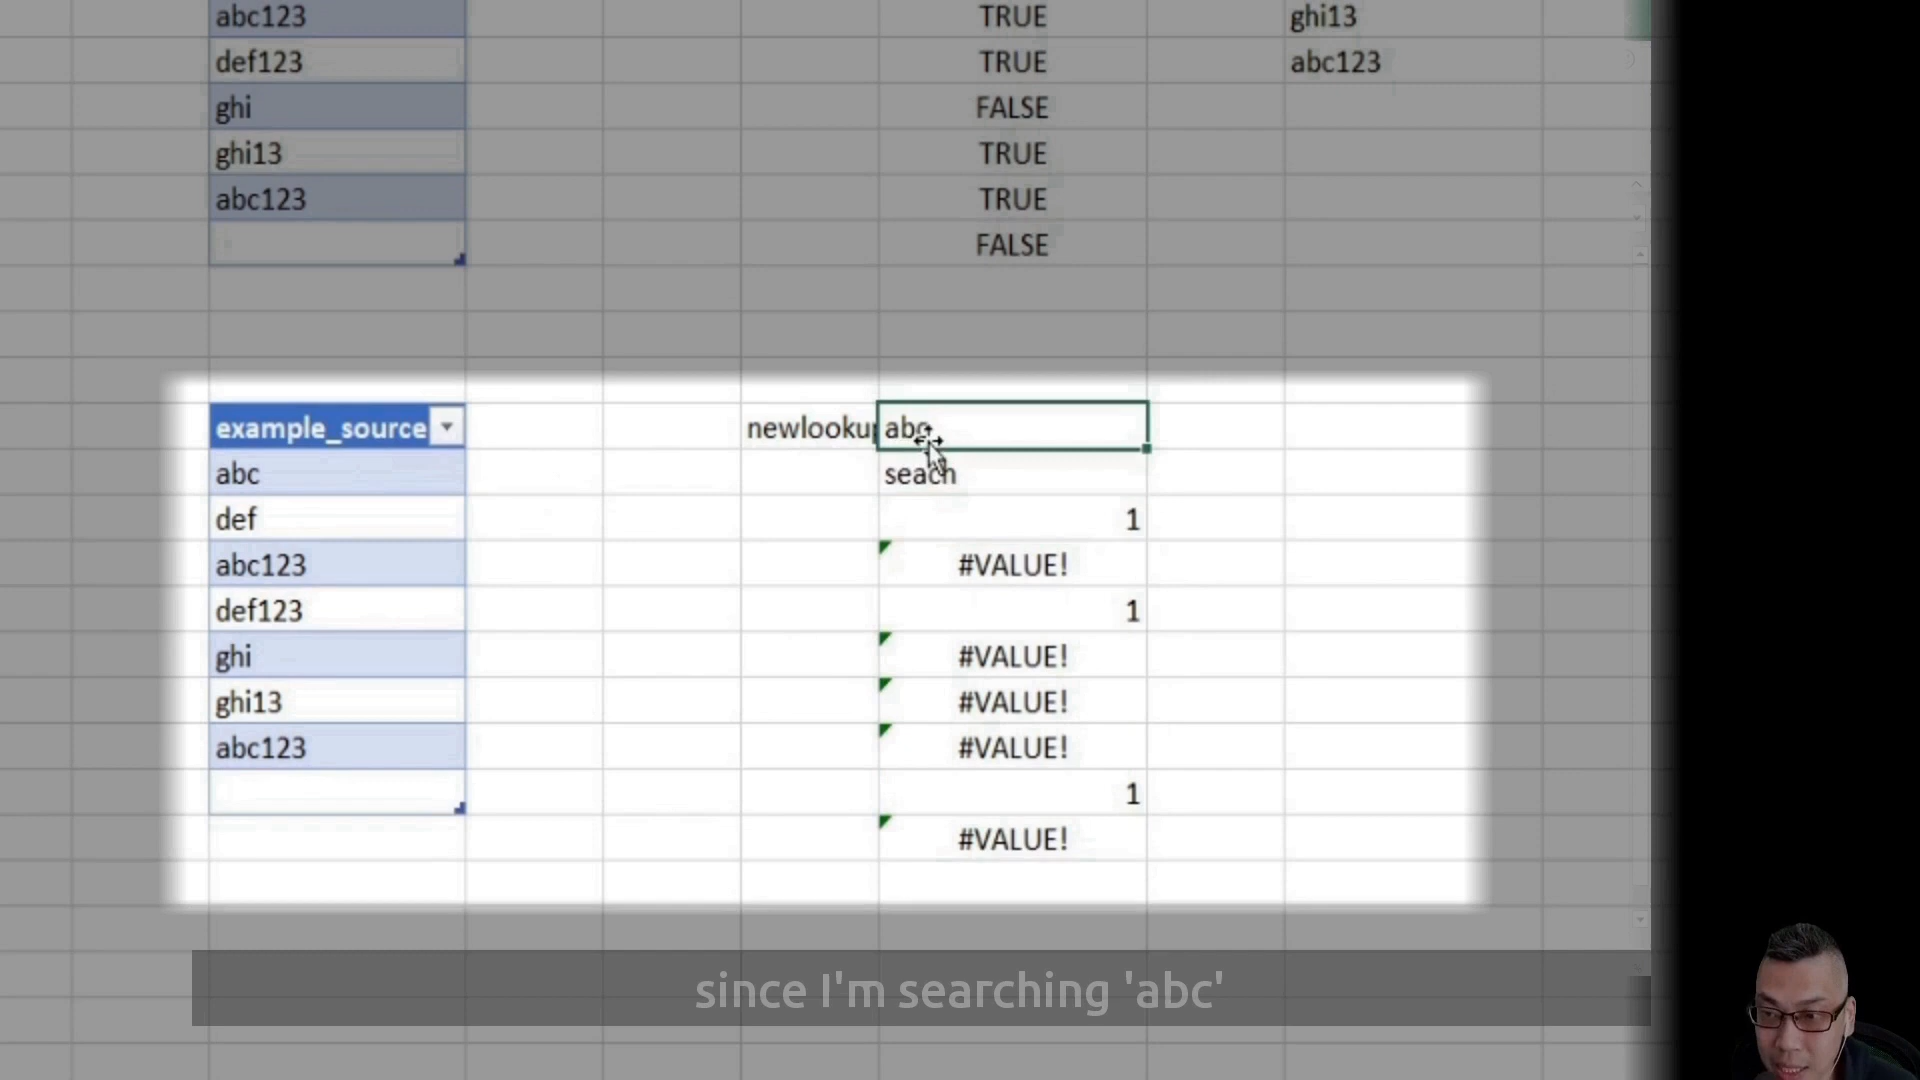 abc123 TRUE ghi13
def123 TRUE abc123
ghi FALSE
ghi13 TRUE
abc123 TRUE
FALSE
example_source newlookup abc
abc seach
def 1
abc123 #VALUE!
def123 1
ghi #VALUE!
ghi13 #VALUE!
abc123 #VALUE!
1
#VALUE!
since I'm searching 'abc'